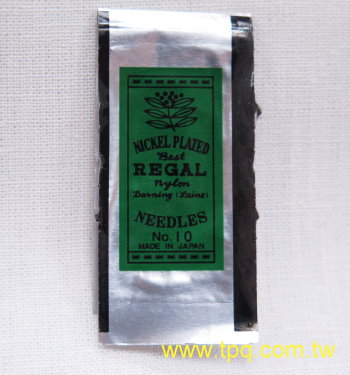 NICKEL PLATED
Best
REGAL
Nylon
Darning (Laine)
NEEDLES
No. 10
MADE IN JAPAN
www.tpq.com.tw